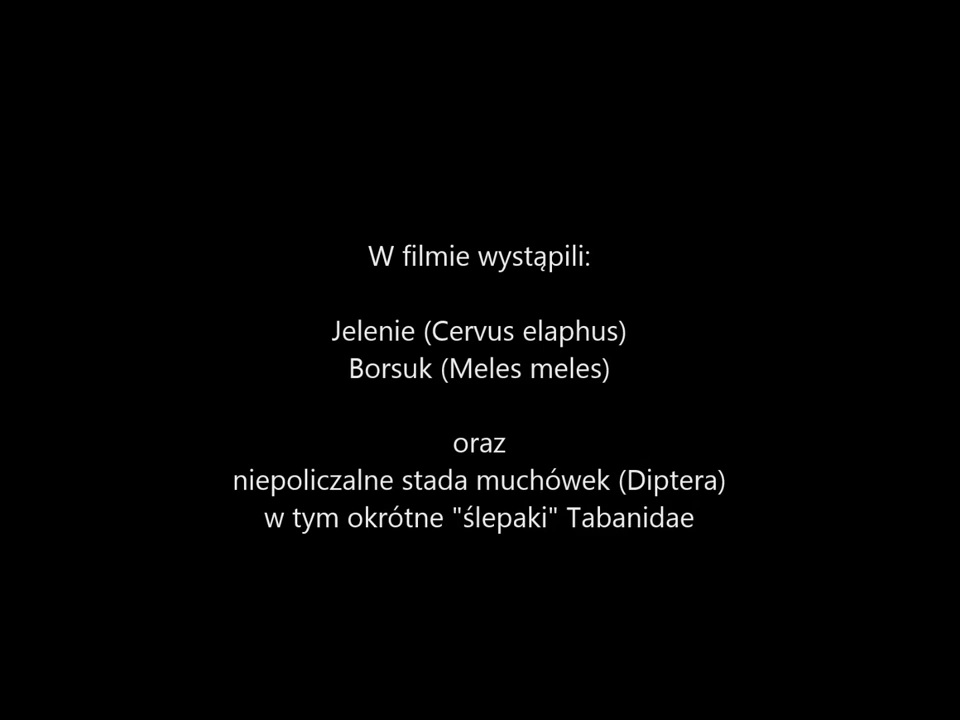 W filmie wystąpili:
Jelenie (Cervus elaphus)
Borsuk (Meles meles)
oraz
niepoliczalne stada muchówek (Diptera)
w tym okrótne "ślepaki" Tabanidae